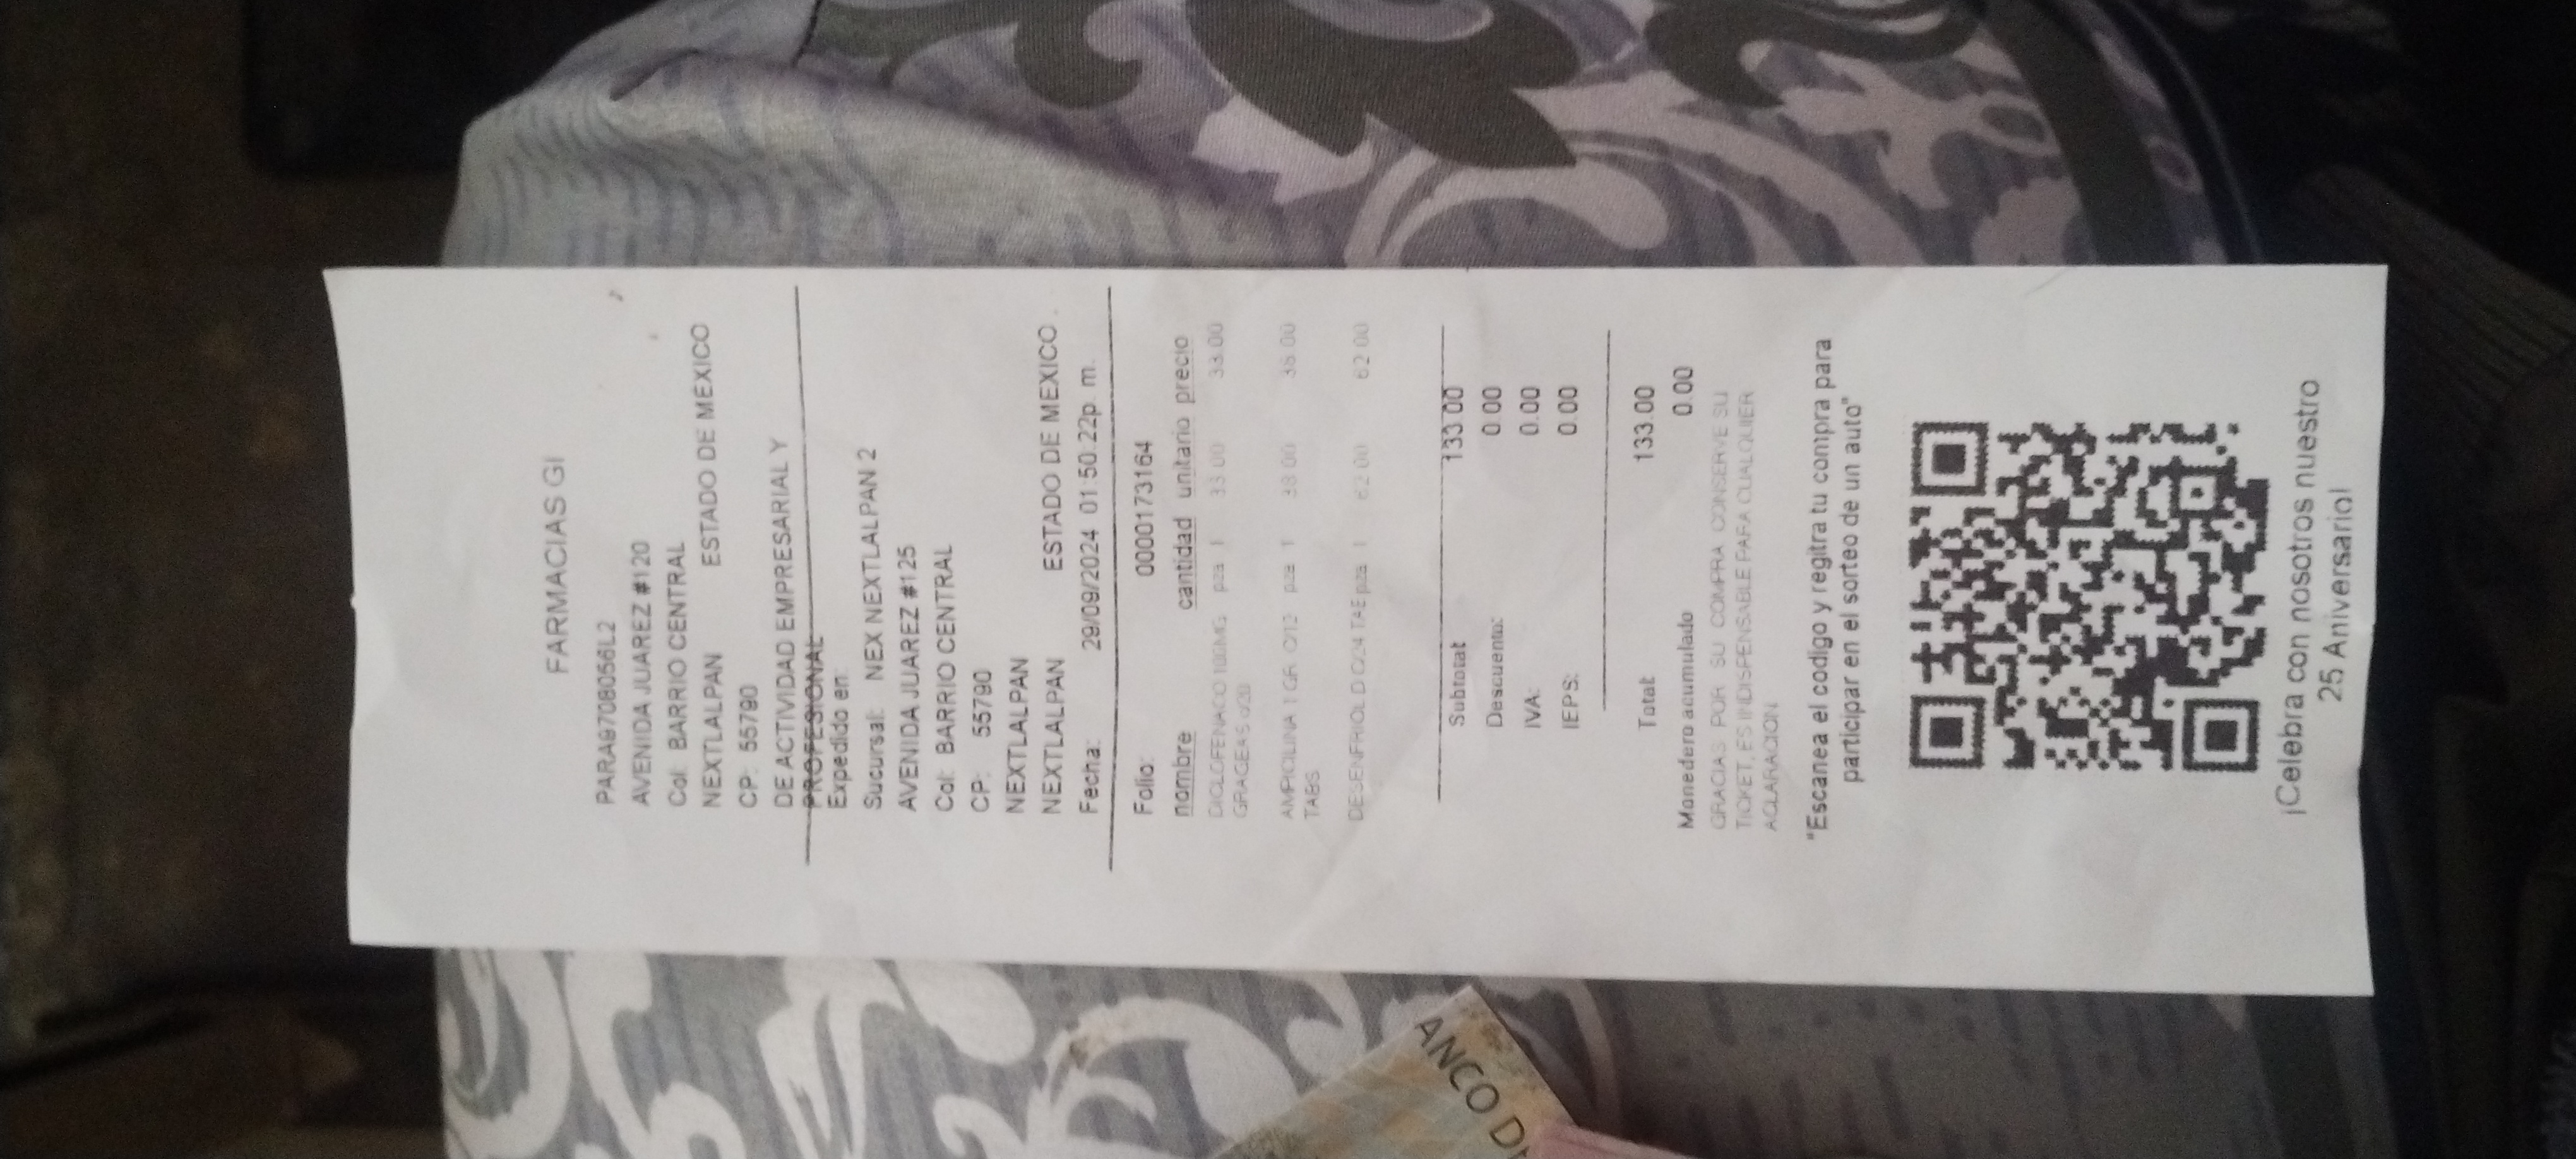 FARMACIAS GI
PARA9708056L2
AVENIDA JUAREZ #120
Col: BARRIO CENTRAL
NEXTLALPAN ESTADO DE MEXICO
CP: 55790
DE ACTIVIDAD EMPRESARIAL Y
PROFESIONAL
Expedido en:
Sucursal: NEX NEXTLALPAN 2
AVENIDA JUAREZ #125
Col: BARRIO CENTRAL
CP: 55790
NEXTLALPAN
NEXTLALPAN ESTADO DE MEXICO
Fecha: 29/09/2024 01:50:22p. m.
Folio: 0000173164
nombre cantidad unitario precio
DICLOFENACO 100MG pza 1 33.00 33.00
GRAGEAS c/20
AMPICILINA 1 GR C/12 pza 1 38.00 38.00
TABS
DESENFRIOL D C/24 TAB pza 1 62.00 62.00
Subtotal 133.00
Descuento: 0.00
IVA: 0.00
IEPS: 0.00
Total 133.00
Monedero acumulado 0.00
GRACIAS POR SU COMPRA CONSERVE SU
TICKET, ES INDISPENSABLE PARA CUALQUIER
ACLARACION
"Escanea el codigo y regitra tu compra para
participar en el sorteo de un auto"
¡Celebra con nosotros nuestro
25 Aniversario!
ANCO D